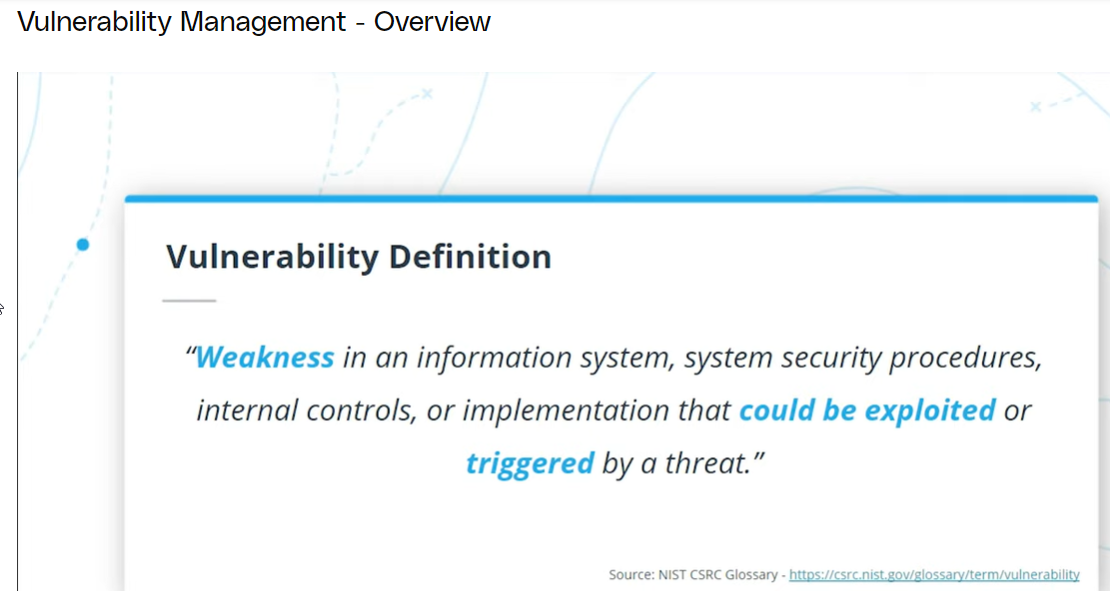 Vulnerability Management - Overview
Vulnerability Definition
“Weakness in an information system, system security procedures,
internal controls, or implementation that could be exploited or
triggered by a threat.”
Source: NIST CSRC Glossary - https://csrc.nist.gov/glossary/term/vulnerability